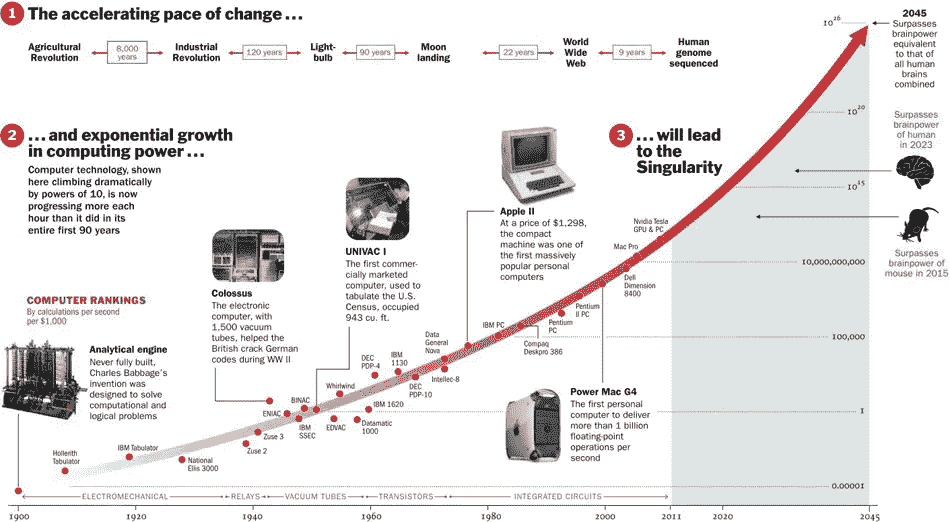 1 The accelerating pace of change ...
Agricultural
Revolution
8,000
years
Industrial
Revolution
120 years
Light-
bulb
90 years
Moon
landing
22 years
World
Wide
Web
9 years
Human
genome
sequenced
2 ... and exponential growth
in computing power ...
Computer technology, shown
here climbing dramatically
by powers of 10, is now
progressing more each
hour than it did in its
entire first 90 years
3 ... will lead
to the
Singularity
2045
Surpasses
brainpower
equivalent
to that of
all human
brains
combined
Surpasses
brainpower
of human
in 2023
Surpasses
brainpower of
mouse in 2015
10²⁶
10²⁰
10¹⁵
10,000,000,000
100,000
1
0.00001
COMPUTER RANKINGS
By calculations per second
per $1,000
Analytical engine
Never fully built,
Charles Babbage's
invention was
designed to solve
computational and
logical problems
Colossus
The electronic
computer, with
1,500 vacuum
tubes, helped the
British crack German
codes during WW II
UNIVAC I
The first commer-
cially marketed
computer, used to
tabulate the U.S.
Census, occupied
943 cu. ft.
Apple II
At a price of $1,298,
the compact
machine was one of
the first massively
popular personal
computers
Power Mac G4
The first personal
computer to deliver
more than 1 billion
floating-point
operations per
second
Hollerith
Tabulator
IBM Tabulator
National
Ellis 3000
Zuse 2
Zuse 3
ENIAC
BINAC
IBM
SSEC
Whirlwind
EDVAC
DEC
PDP-4
IBM
1130
IBM 1620
Datamatic
1000
DEC
PDP-10
Data
General
Nova
Intellec-8
IBM PC
Compaq
Deskpro 386
Pentium
PC
Pentium
II PC
Dell
Dimension
8400
Mac Pro
Nvidia Tesla
GPU & PC
ELECTROMECHANICAL
RELAYS
VACUUM TUBES
TRANSISTORS
INTEGRATED CIRCUITS
1900
1920
1940
1960
1980
2000
2011
2020
2045